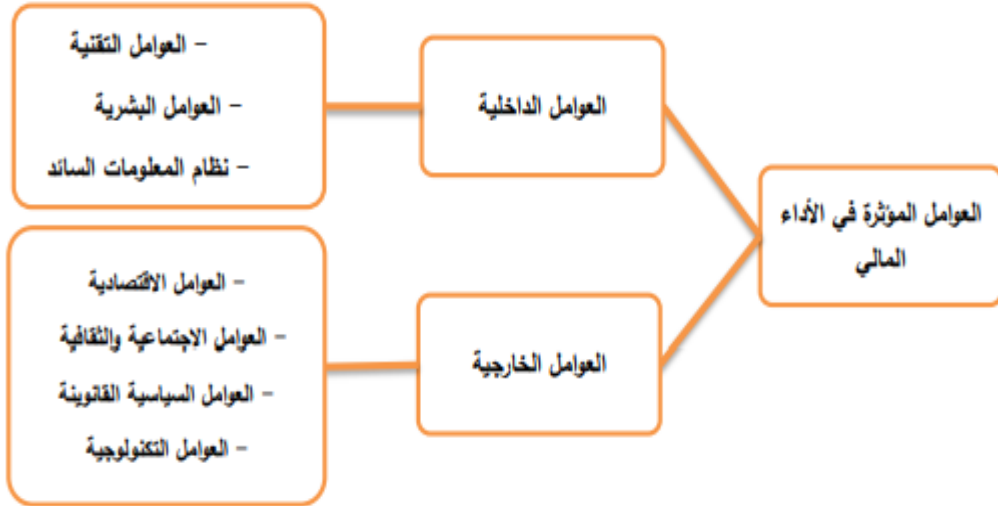 العوامل المؤثرة في الأداء
المالي
العوامل الداخلية
- العوامل التقنية
- العوامل البشرية
- نظام المعلومات السائد
العوامل الخارجية
- العوامل الاقتصادية
- العوامل الاجتماعية والثقافية
- العوامل السياسية القانوينة
- العوامل التكنولوجية